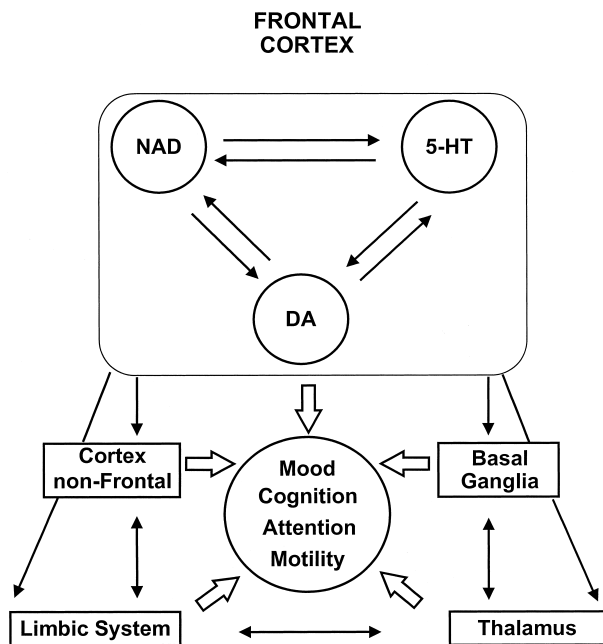 FRONTAL
CORTEX
NAD
5-HT
DA
Cortex
non-Frontal
Mood
Cognition
Attention
Motility
Basal
Ganglia
Limbic System
Thalamus